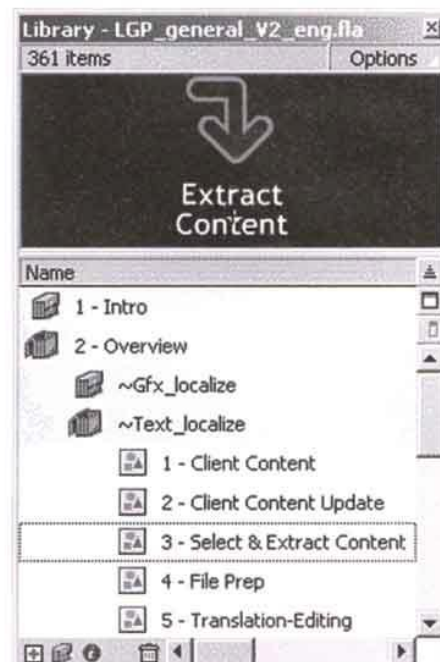 Library - LGP_general_V2_eng.fla
361 items Options
Extract
Content
Name
1 - Intro
2 - Overview
~Gfx_localize
~Text_localize
1 - Client Content
2 - Client Content Update
3 - Select & Extract Content
4 - File Prep
5 - Translation-Editing